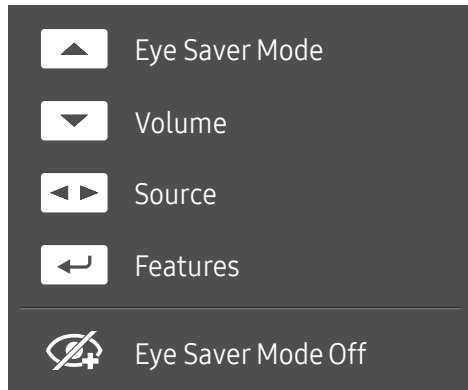 Eye Saver Mode
Volume
Source
Features
Eye Saver Mode Off